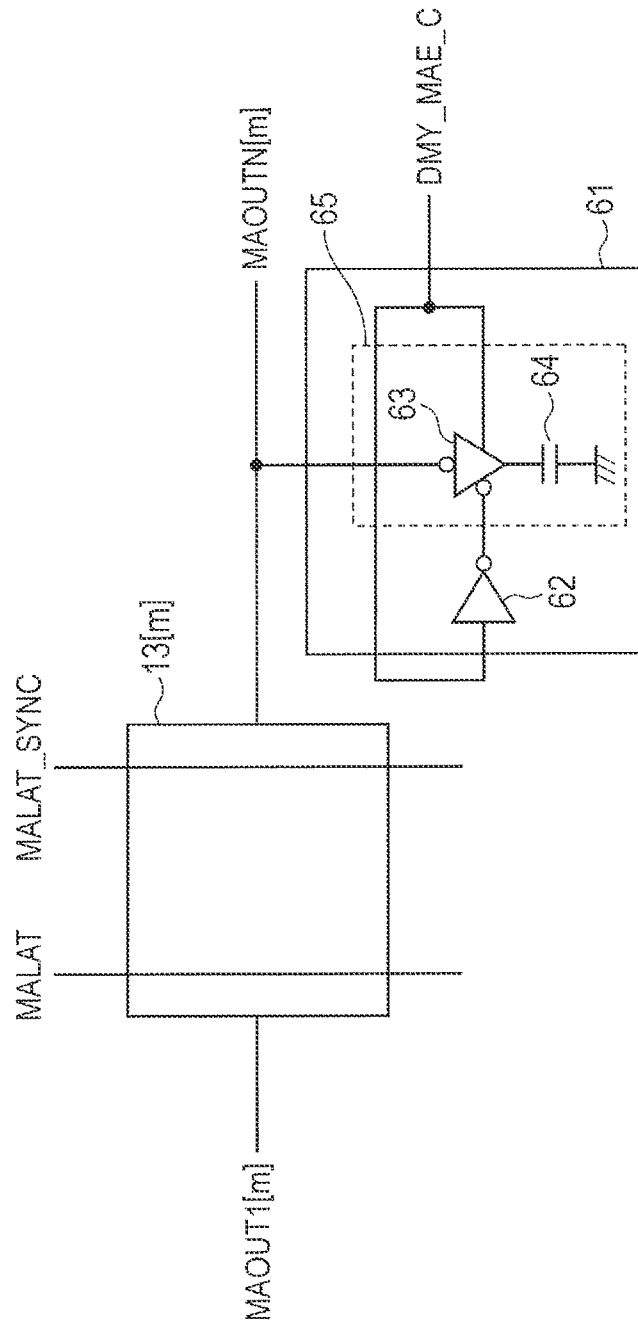 MALAT
MALAT_SYNC
13[m]
MAOUT1[m]
MAOUTN[m]
65
63
64
62
DMY_MAE_C
61